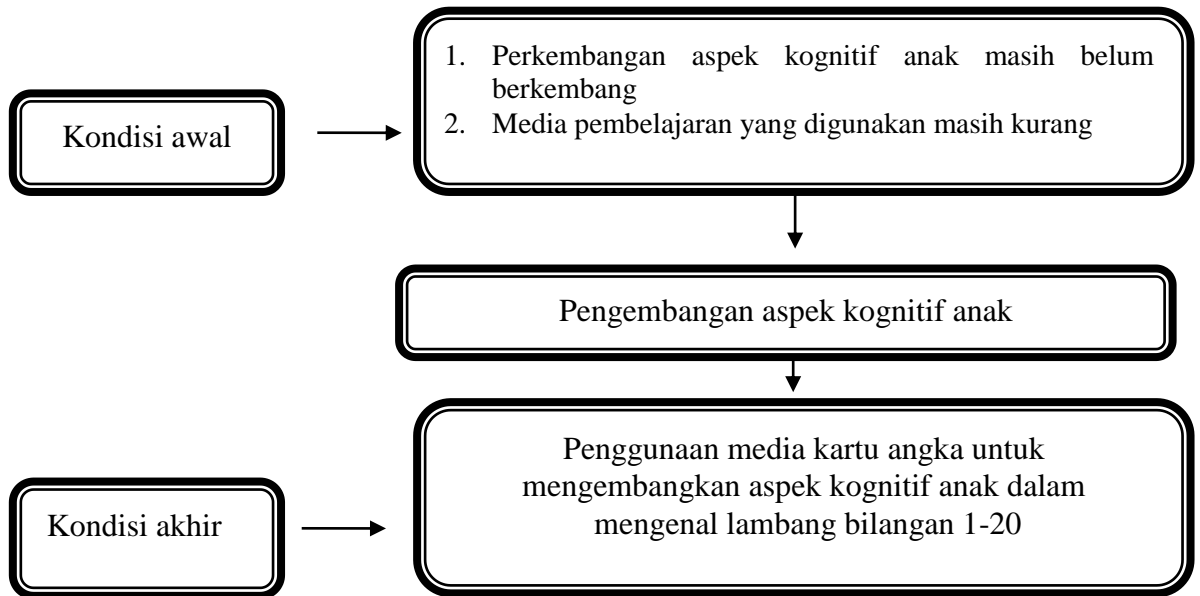 Kondisi awal
1. Perkembangan aspek kognitif anak masih belum
berkembang
2. Media pembelajaran yang digunakan masih kurang
Pengembangan aspek kognitif anak
Kondisi akhir
Penggunaan media kartu angka untuk
mengembangkan aspek kognitif anak dalam
mengenal lambang bilangan 1-20